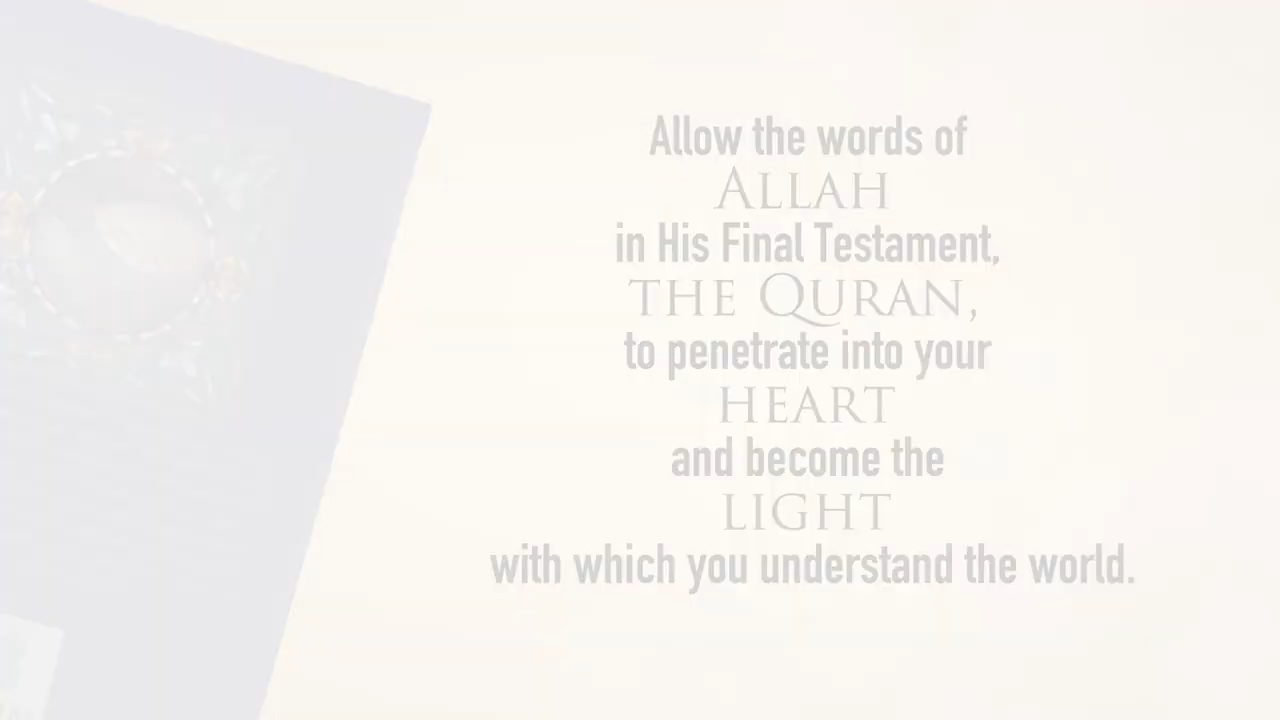 Allow the words of
ALLAH
in His Final Testament,
THE QURAN,
to penetrate into your
HEART
and become the
LIGHT
with which you understand the world.